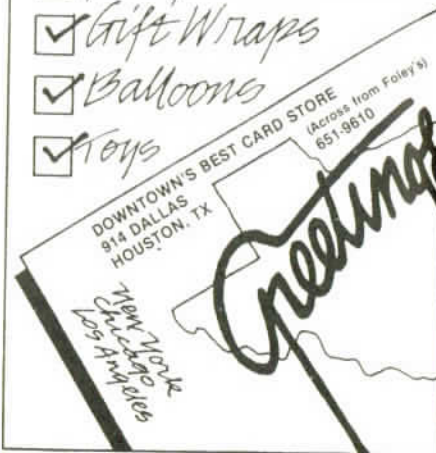 Gift Wraps
Balloons
Toys
DOWNTOWN'S BEST CARD STORE
914 DALLAS
HOUSTON, TX
(Across from Foley's)
651-9610
Greetings
New York
Chicago
Los Angeles